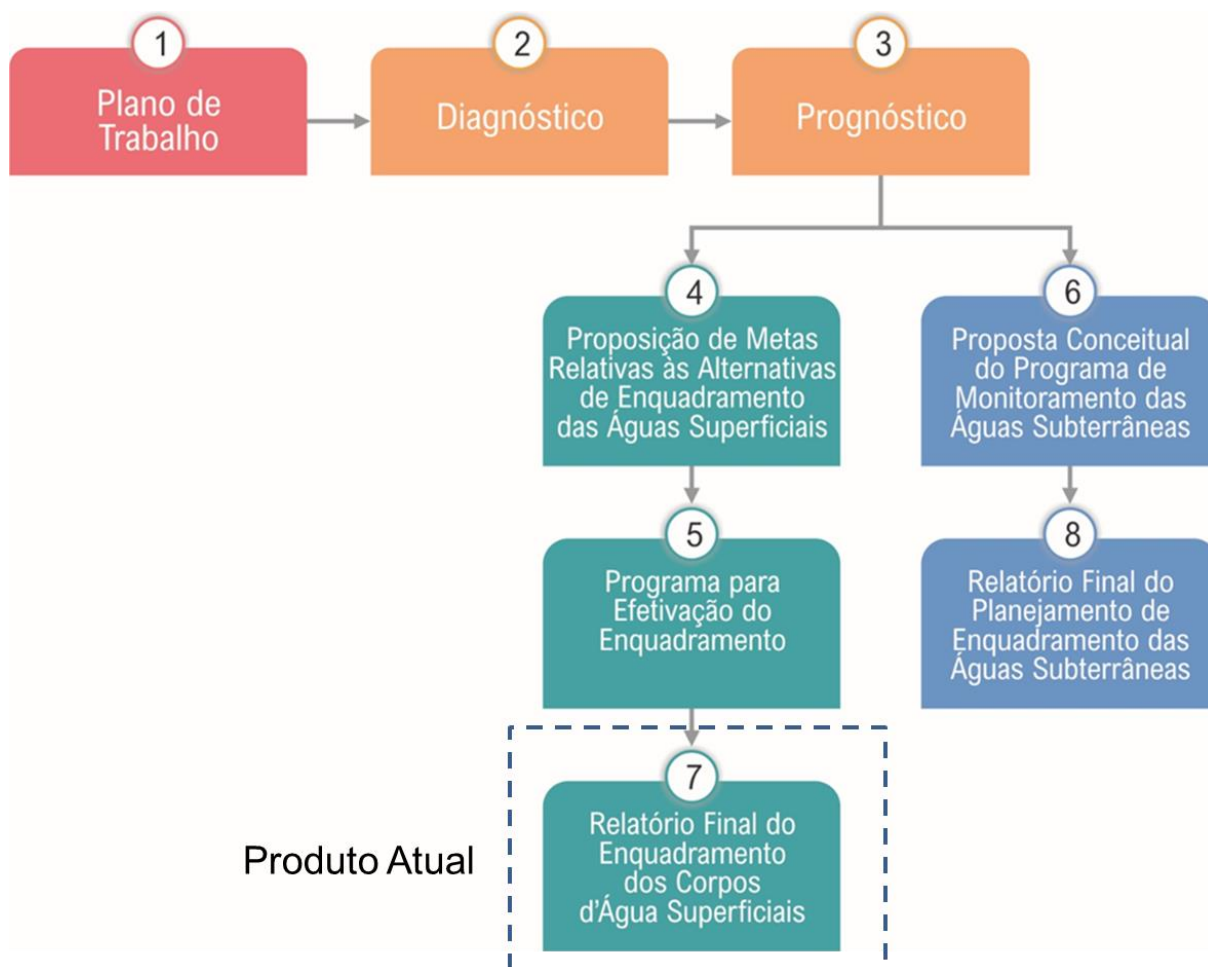 1
Plano de
Trabalho
2
Diagnóstico
3
Prognóstico
4
Proposição de Metas
Relativas às Alternativas
de Enquadramento
das Águas Superficiais
6
Proposta Conceitual
do Programa de
Monitoramento das
Águas Subterrâneas
5
Programa para
Efetivação do
Enquadramento
8
Relatório Final do
Planejamento de
Enquadramento das
Águas Subterrâneas
Produto Atual
7
Relatório Final do
Enquadramento
dos Corpos
d'Água Superficiais